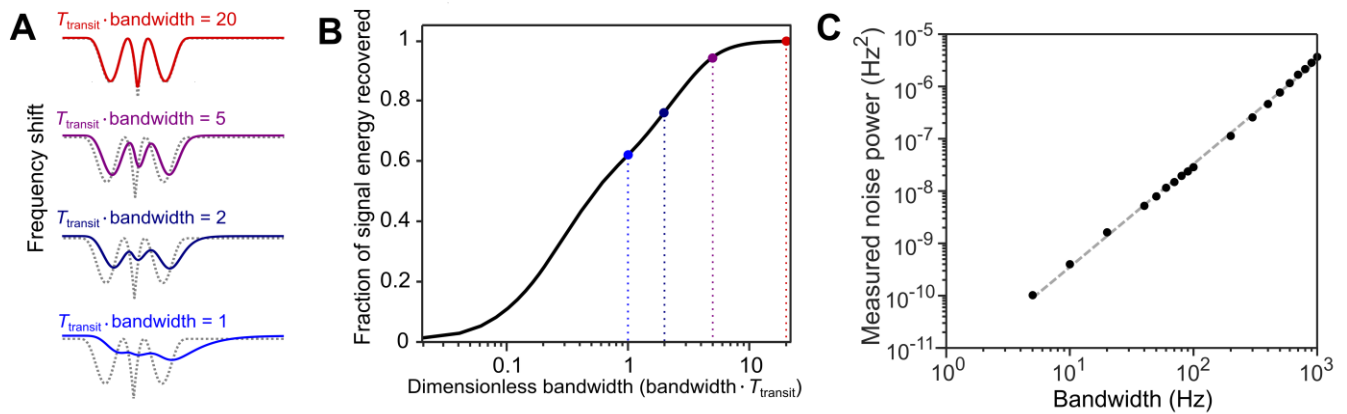 A
T_transit · bandwidth = 20
T_transit · bandwidth = 5
T_transit · bandwidth = 2
T_transit · bandwidth = 1
Frequency shift
B
Fraction of signal energy recovered
1
0.8
0.6
0.4
0.2
0
0.1
1
10
Dimensionless bandwidth (bandwidth · T_transit)
C
Measured noise power (Hz²)
10⁻⁵
10⁻⁶
10⁻⁷
10⁻⁸
10⁻⁹
10⁻¹⁰
10⁻¹¹
10⁰
10¹
10²
10³
Bandwidth (Hz)